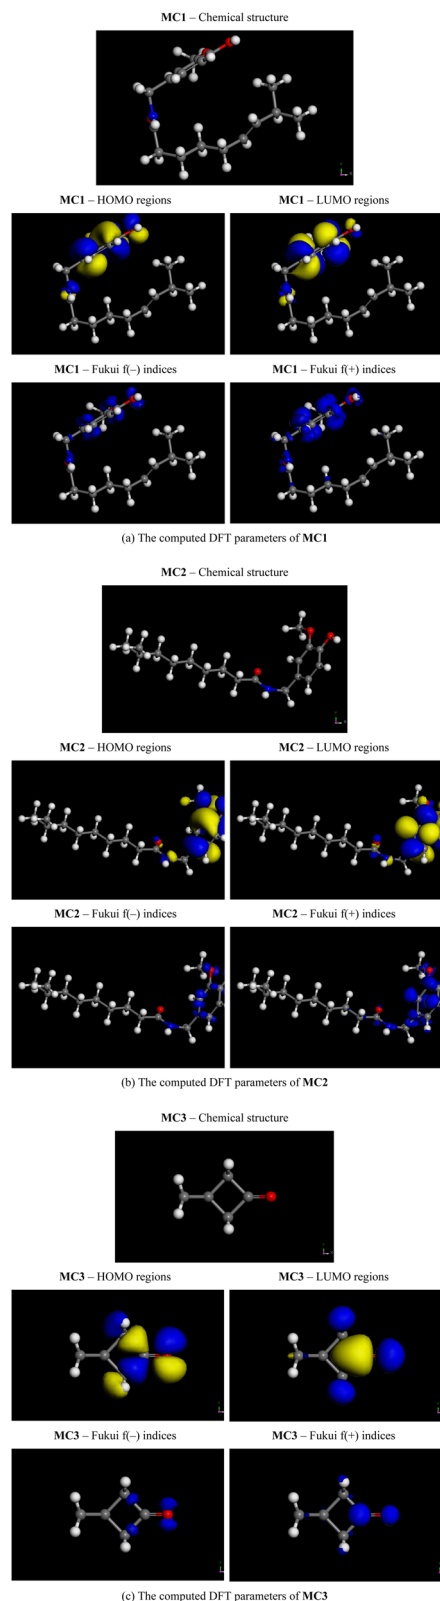 MC1 – Chemical structure
MC1 – HOMO regions
MC1 – LUMO regions
MC1 – Fukui f(–) indices
MC1 – Fukui f(+) indices
(a) The computed DFT parameters of MC1
MC2 – Chemical structure
MC2 – HOMO regions
MC2 – LUMO regions
MC2 – Fukui f(–) indices
MC2 – Fukui f(+) indices
(b) The computed DFT parameters of MC2
MC3 – Chemical structure
MC3 – HOMO regions
MC3 – LUMO regions
MC3 – Fukui f(–) indices
MC3 – Fukui f(+) indices
(c) The computed DFT parameters of MC3